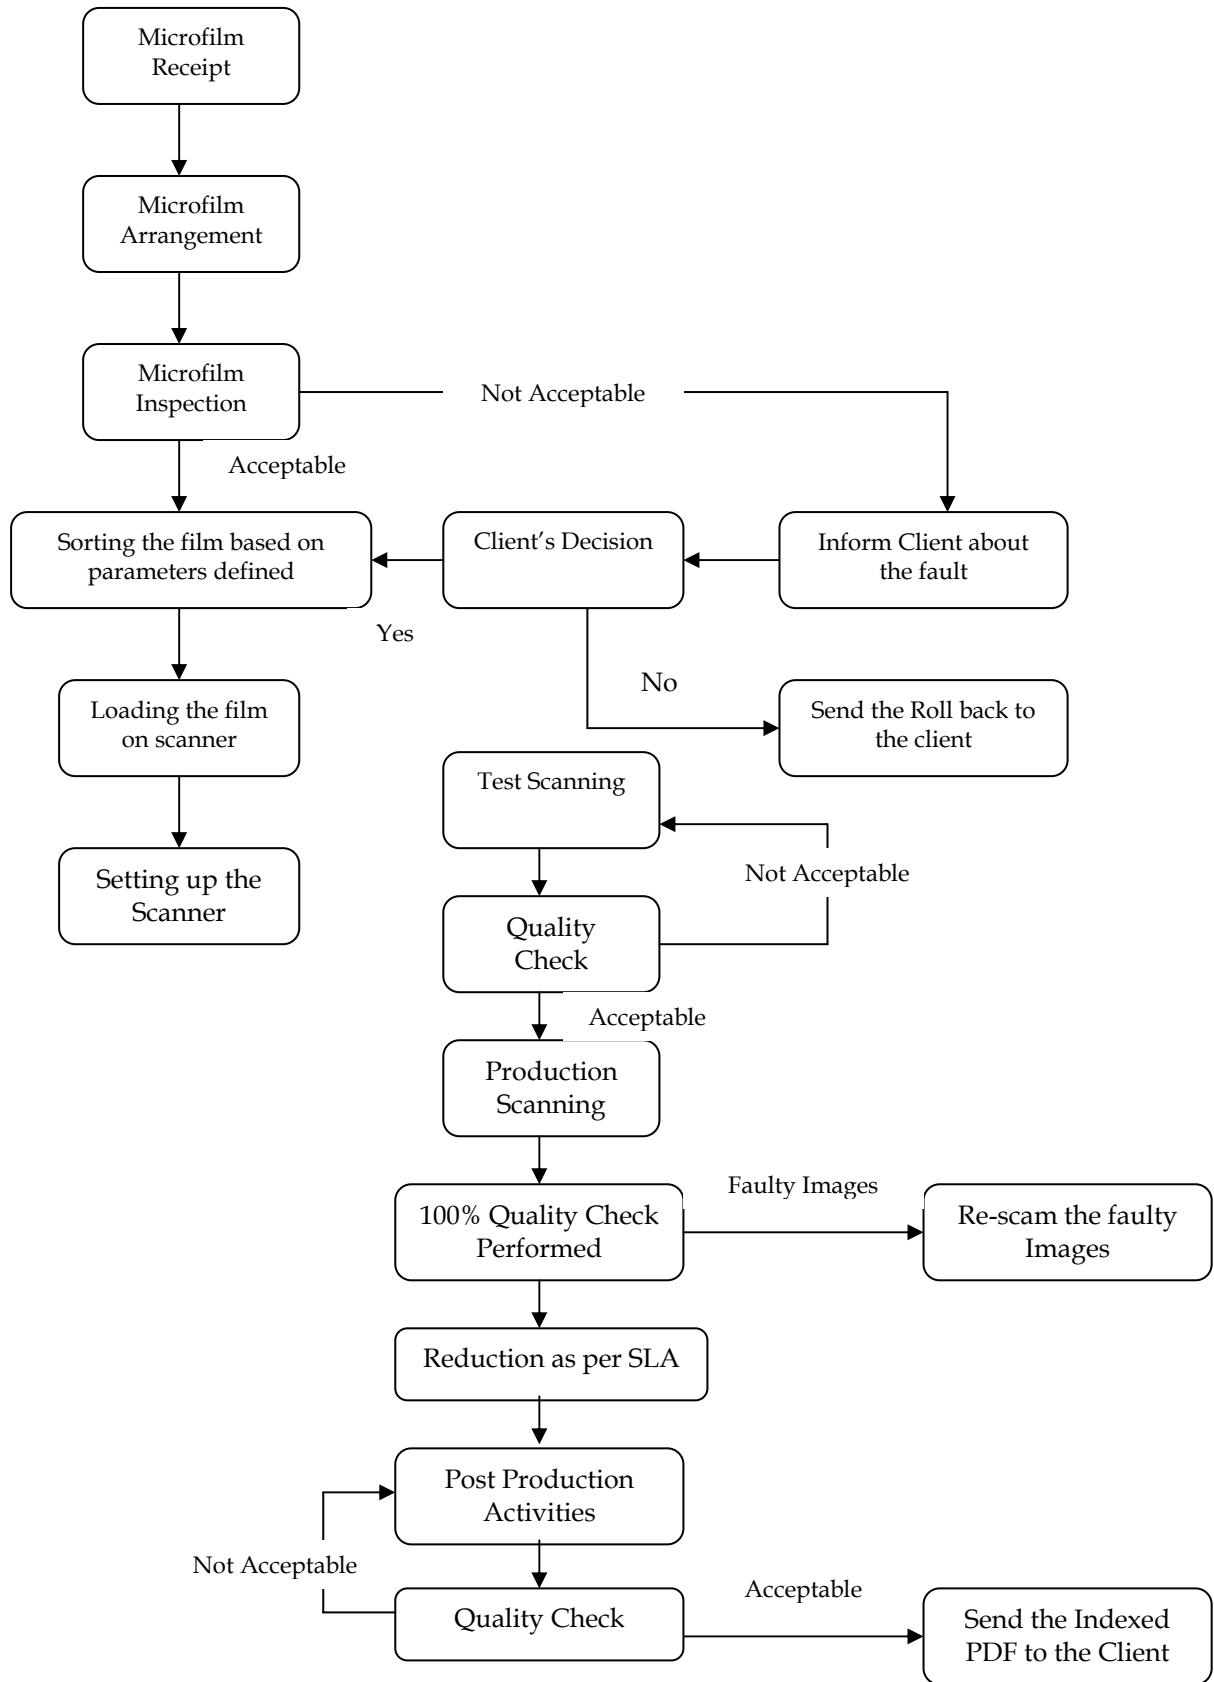 Microfilm
Receipt
Microfilm
Arrangement
Microfilm
Inspection
Not Acceptable
Acceptable
Sorting the film based on
parameters defined
Client's Decision
Inform Client about
the fault
Yes
No
Loading the film
on scanner
Send the Roll back to
the client
Test Scanning
Setting up the
Scanner
Not Acceptable
Quality
Check
Acceptable
Production
Scanning
Faulty Images
100% Quality Check
Performed
Re-scam the faulty
Images
Reduction as per SLA
Post Production
Activities
Not Acceptable
Quality Check
Acceptable
Send the Indexed
PDF to the Client